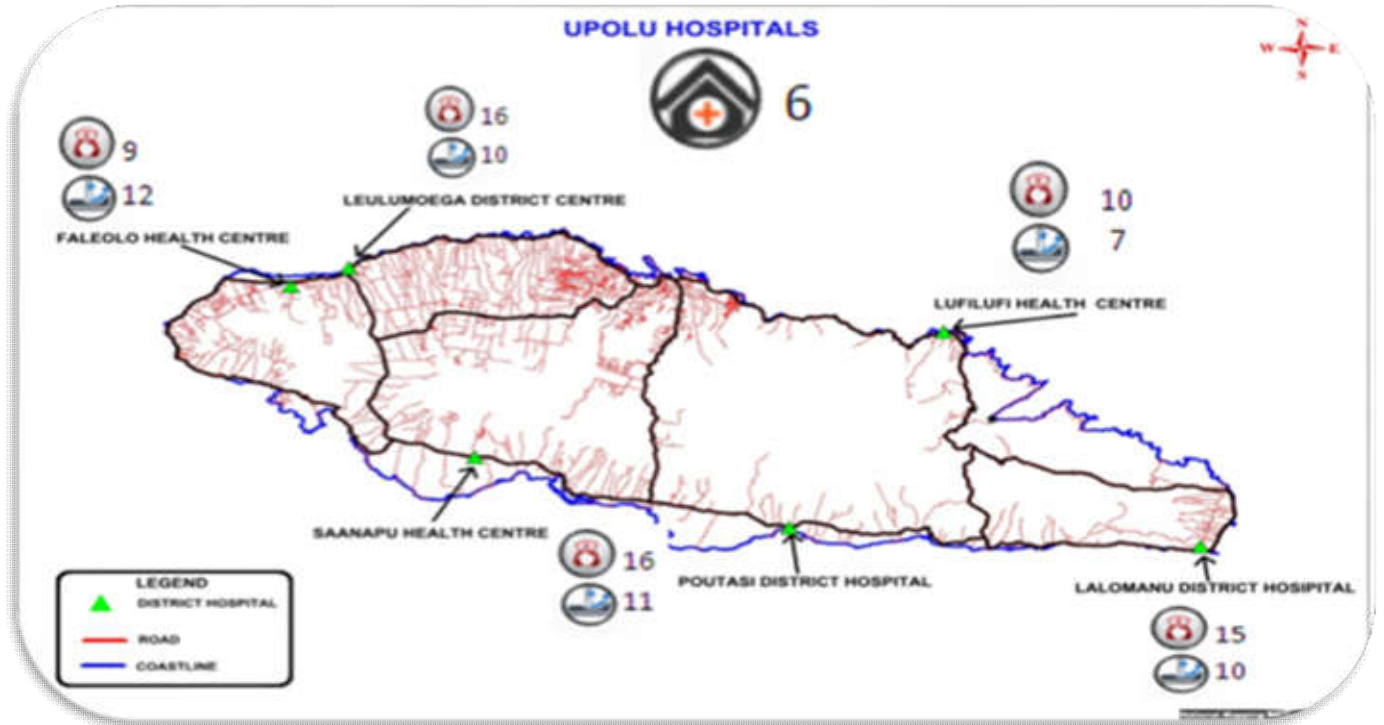 UPOLU HOSPITALS
6
N
W E
S
16
10
9
12
LEULUMOEGA DISTRICT CENTRE
FALEOLO HEALTH CENTRE
10
7
LUFILUFI HEALTH CENTRE
SAANAPU HEALTH CENTRE
16
11
POUTASI DISTRICT HOSPITAL
LALOMANU DISTRICT HOSIPITAL
15
10
LEGEND
DISTRICT HOSPITAL
ROAD
COASTLINE